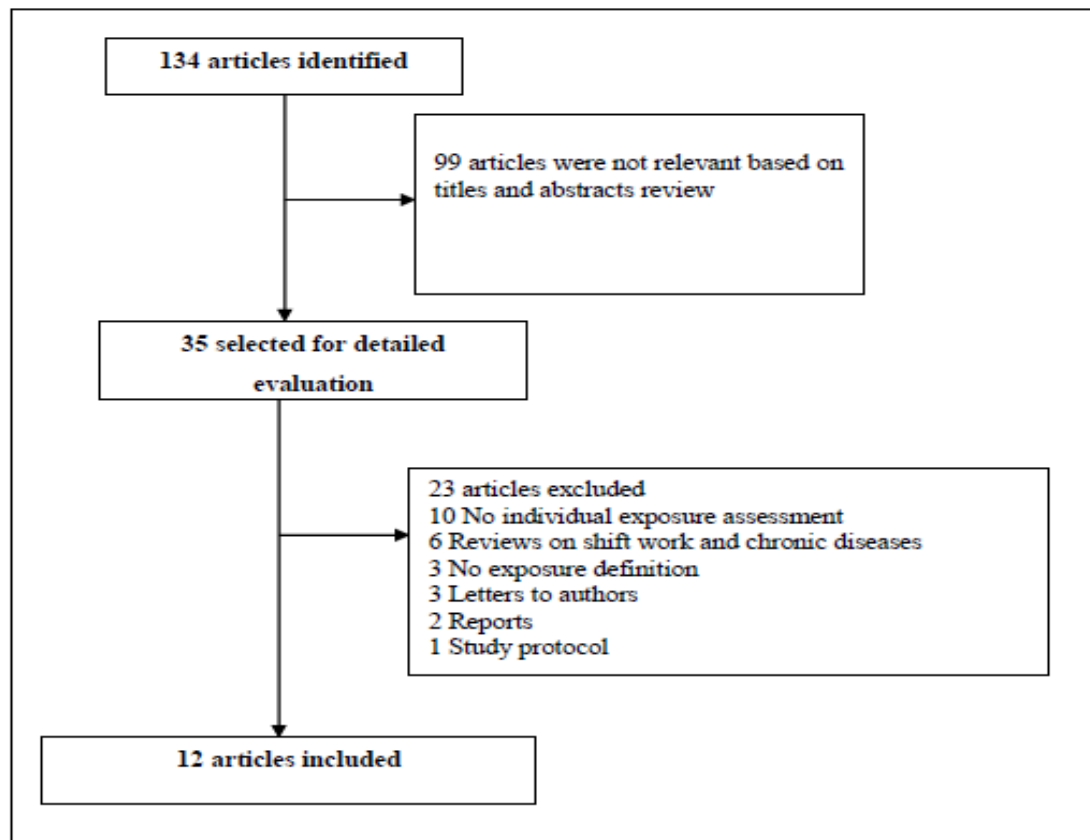 134 articles identified
99 articles were not relevant based on
titles and abstracts review
35 selected for detailed
evaluation
23 articles excluded
10 No individual exposure assessment
6 Reviews on shift work and chronic diseases
3 No exposure definition
3 Letters to authors
2 Reports
1 Study protocol
12 articles included